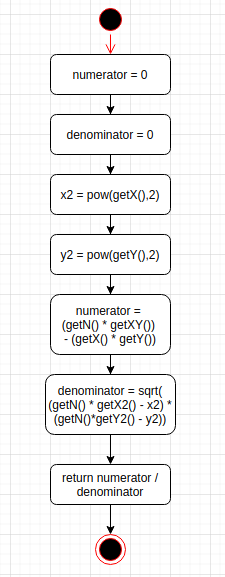 numerator = 0
denominator = 0
x2 = pow(getX(),2)
y2 = pow(getY(),2)
numerator =
(getN() * getXY())
- (getX() * getY())
denominator = sqrt(
(getN() * getX2() - x2) *
(getN()*getY2() - y2))
return numerator /
denominator